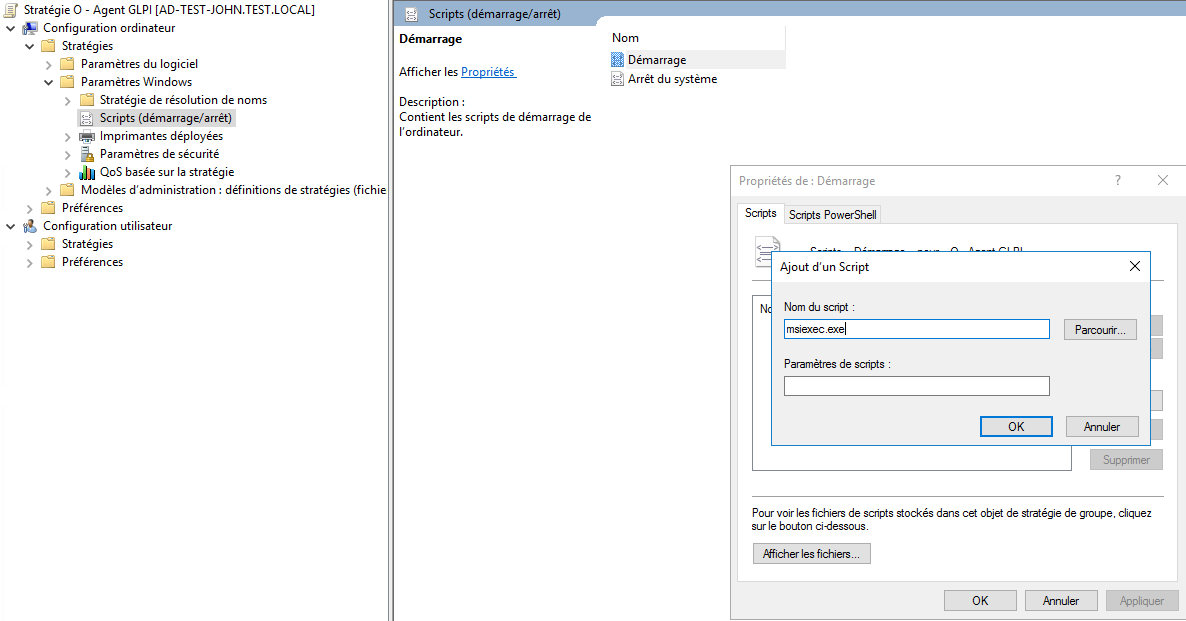 Stratégie O - Agent GLPI [AD-TEST-JOHN.TEST.LOCAL]
Configuration ordinateur
Stratégies
Paramètres du logiciel
Paramètres Windows
Stratégie de résolution de noms
Scripts (démarrage/arrêt)
Imprimantes déployées
Paramètres de sécurité
QoS basée sur la stratégie
Modèles d'administration : définitions de stratégies (fichie
Préférences
Configuration utilisateur
Stratégies
Préférences
Scripts (démarrage/arrêt)
Démarrage
Afficher les Propriétés
Description :
Contient les scripts de démarrage de
l'ordinateur.
Nom
Démarrage
Arrêt du système
Propriétés de : Démarrage
?
Scripts
Scripts PowerShell
Scripts Démarrage pour O - Agent GLPI
No
Ajout d'un Script
Nom du script :
msiexec.exe
Parcourir...
Paramètres de scripts :
OK
Annuler
Supprimer
Pour voir les fichiers de scripts stockés dans cet objet de stratégie de groupe, cliquez
sur le bouton ci-dessous.
Afficher les fichiers...
OK
Annuler
Appliquer